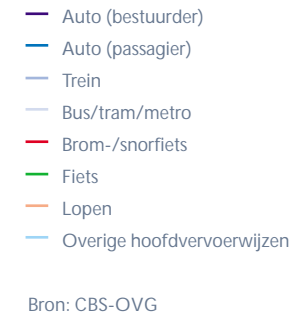 Auto (bestuurder)
Auto (passagier)
Trein
Bus/tram/metro
Brom-/snorfiets
Fiets
Lopen
Overige hoofdvervoerwijzen
Bron: CBS-OVG